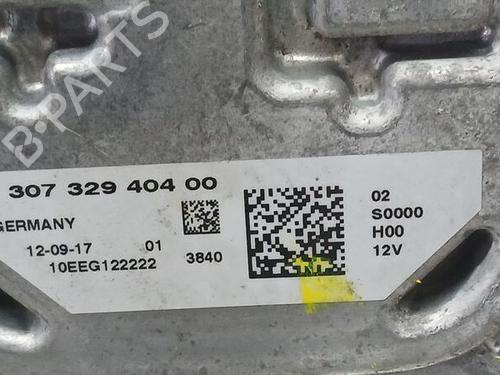 B-PARTS
307 329 404 00
GERMANY
12-09-17 01
10EEG122222 3840
02
S0000
H00
12V